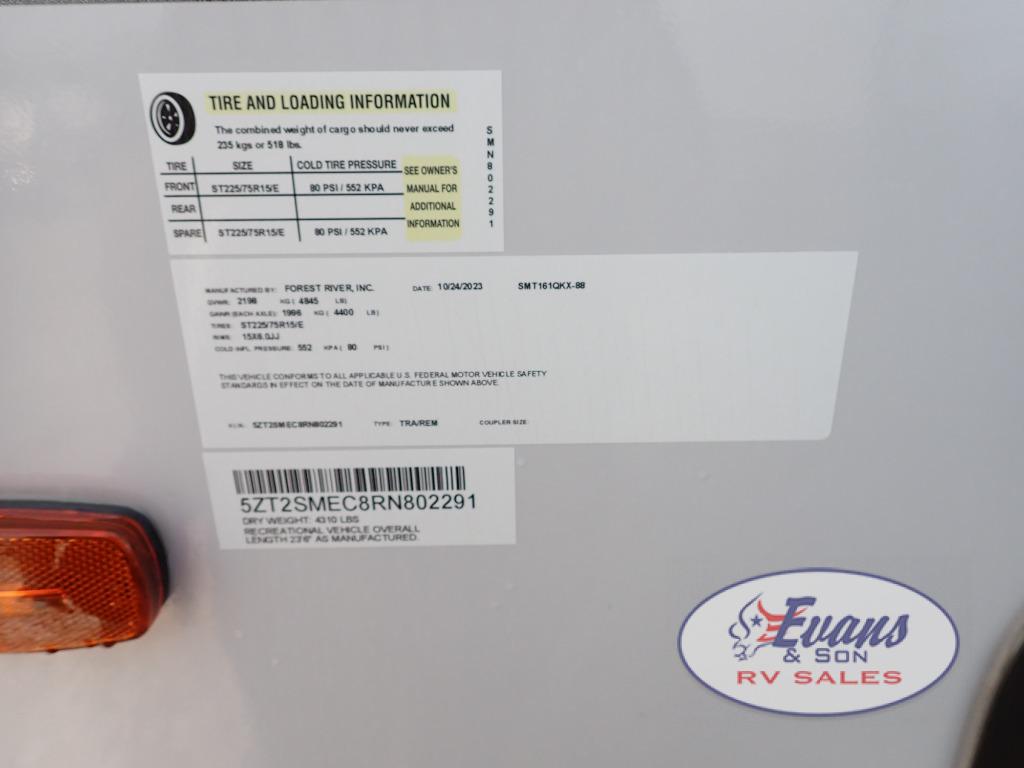 TIRE AND LOADING INFORMATION
The combined weight of cargo should never exceed
235 kgs or 518 lbs.
TIRE SIZE COLD TIRE PRESSURE
SEE OWNER'S MANUAL FOR ADDITIONAL INFORMATION
FRONT ST225/75R15/E 80 PSI / 552 KPA
REAR
SPARE ST225/75R15/E 80 PSI / 552 KPA
SMN802291
MANUFACTURED BY: FOREST RIVER, INC. DATE: 10/24/2023 SMT161QKX-88
GVWR: 2198 KG ( 4845 LB)
GAWR (EACH AXLE): 1996 KG ( 4400 LB)
TIRES: ST225/75R15/E
RIMS: 15X6.0JJ
COLD INFL. PRESSURE: 552 KPA ( 80 PSI)
THIS VEHICLE CONFORMS TO ALL APPLICABLE U.S. FEDERAL MOTOR VEHICLE SAFETY
STANDARDS IN EFFECT ON THE DATE OF MANUFACTURE SHOWN ABOVE.
V.I.N.: 5ZT2SMEC8RN802291 TYPE: TRA/REM COUPLER SIZE:
5ZT2SMEC8RN802291
DRY WEIGHT: 4310 LBS
RECREATIONAL VEHICLE OVERALL
LENGTH 23'6" AS MANUFACTURED.
Evans
& SON
RV SALES